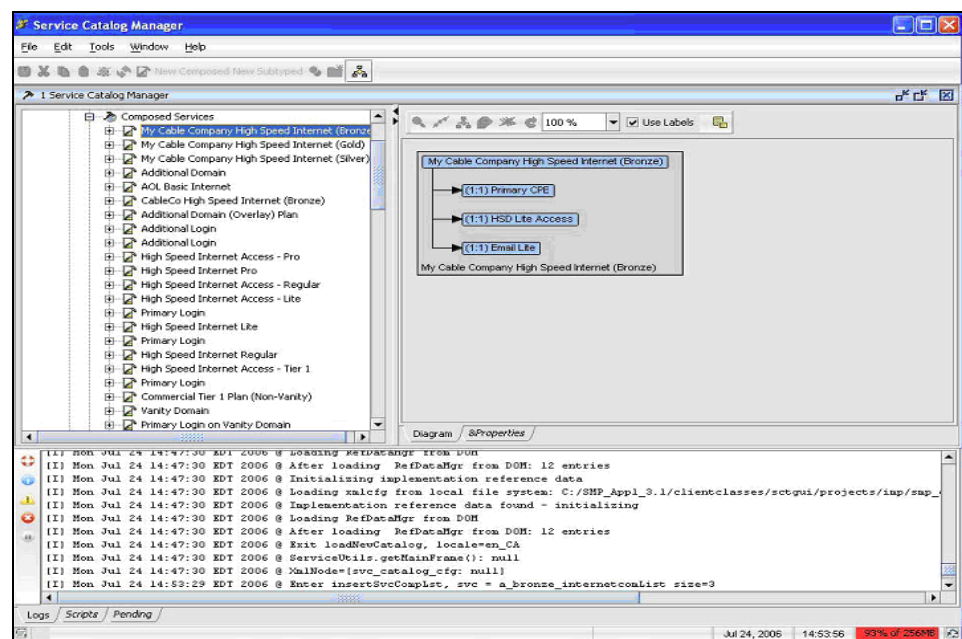 Service Catalog Manager
File Edit Tools Window Help
New Composed New Subtyped
1 Service Catalog Manager
Composed Services
My Cable Company High Speed Internet (Bronze
My Cable Company High Speed Internet (Gold)
My Cable Company High Speed Internet (Silver)
Additional Domain
AOL Basic Internet
CableCo High Speed Internet (Bronze)
Additional Domain (Overlay) Plan
Additional Login
Additional Login
High Speed Internet Access - Pro
High Speed Internet Pro
High Speed Internet Access - Regular
High Speed Internet Access - Lite
Primary Login
High Speed Internet Lite
Primary Login
High Speed Internet Regular
High Speed Internet Access - Tier 1
Primary Login
Commercial Tier 1 Plan (Non-Vanity)
Vanity Domain
Primary Login on Vanity Domain
100 % Use Labels
My Cable Company High Speed Internet (Bronze)
(1:1) Primary CPE
(1:1) HSD Lite Access
(1:1) Email Lite
My Cable Company High Speed Internet (Bronze)
Diagram &Properties
[I] Mon Jul 24 14:47:30 EDT 2006 @ Loading RefDataMgr from DOM
[I] Mon Jul 24 14:47:30 EDT 2006 @ After loading RefDataMgr from DOM: 12 entries
[I] Mon Jul 24 14:47:30 EDT 2006 @ Initializing implementation reference data
[I] Mon Jul 24 14:47:30 EDT 2006 @ Loading xmlcfg from local file system: C:/SMP_Appl_3.1/clientclasses/sctgui/projects/imp/smp_
[I] Mon Jul 24 14:47:30 EDT 2006 @ Implementation reference data found - initializing
[I] Mon Jul 24 14:47:30 EDT 2006 @ Loading RefDataMgr from DOM
[I] Mon Jul 24 14:47:30 EDT 2006 @ After loading RefDataMgr from DOM: 12 entries
[I] Mon Jul 24 14:47:30 EDT 2006 @ Exit loadNewCatalog, locale=en_CA
[I] Mon Jul 24 14:47:30 EDT 2006 @ ServiceUtils.getMainFrame(): null
[I] Mon Jul 24 14:47:30 EDT 2006 @ XmlNode=[svc_catalog_cfg: null]
[I] Mon Jul 24 14:53:29 EDT 2006 @ Enter insertSvcCompLst, svc = a_bronze_internetcomList size=3
Logs Scripts Pending
Jul 24, 2006 14:53:56 93% of 256MB